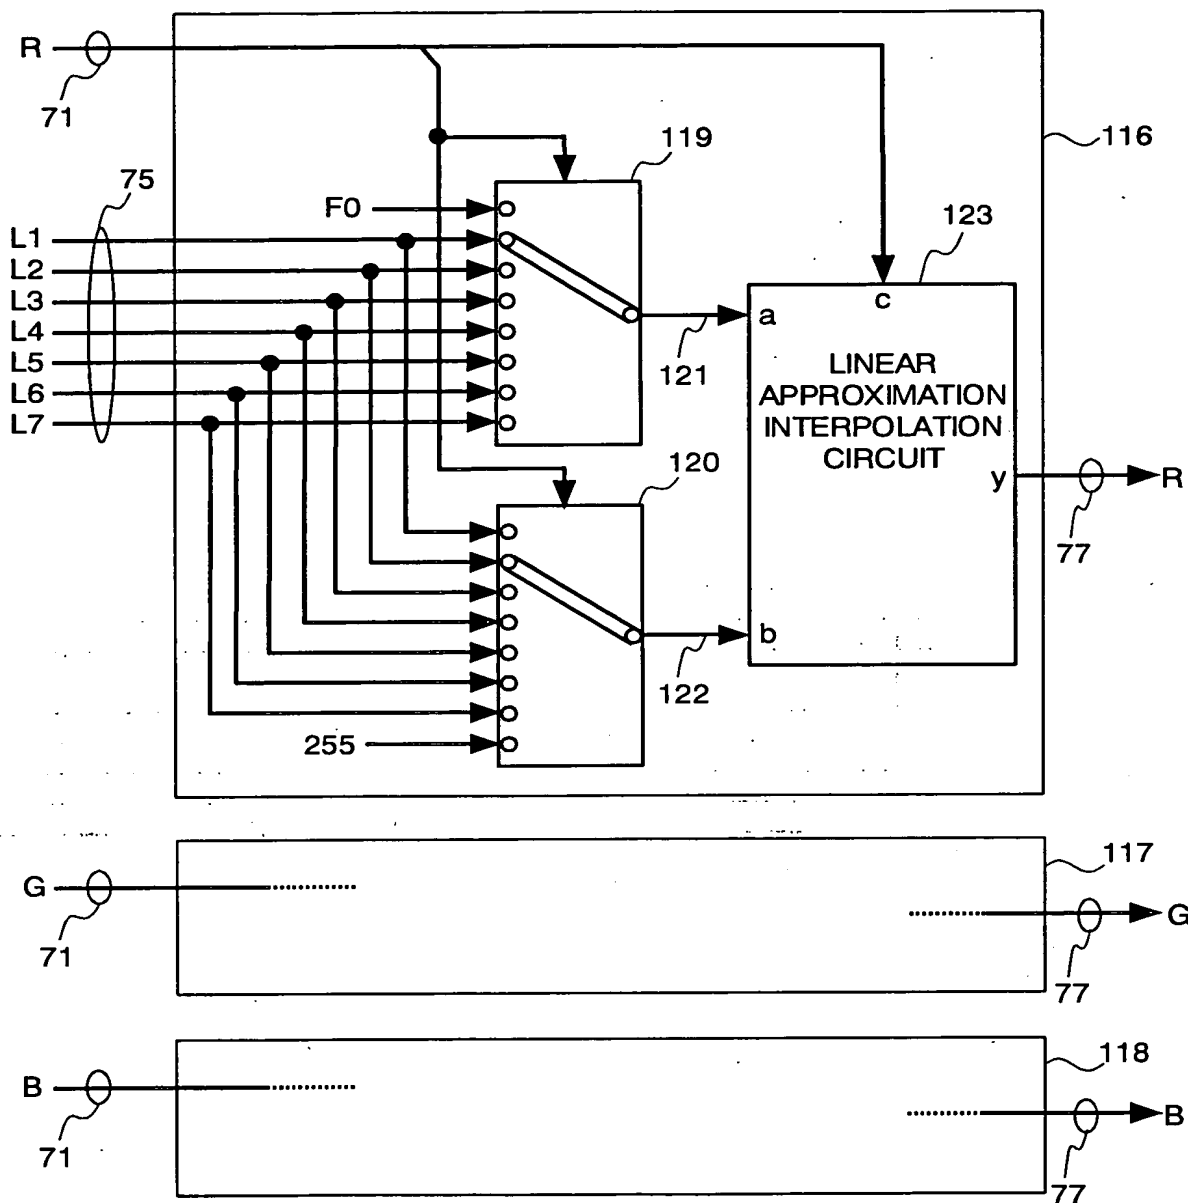 R
71
116
119
75
F0
123
L1
L2
L3
L4
L5
L6
L7
c
a
121
LINEAR
APPROXIMATION
INTERPOLATION
CIRCUIT
120
y
R
77
b
122
255
117
G
71
G
77
118
B
71
B
77